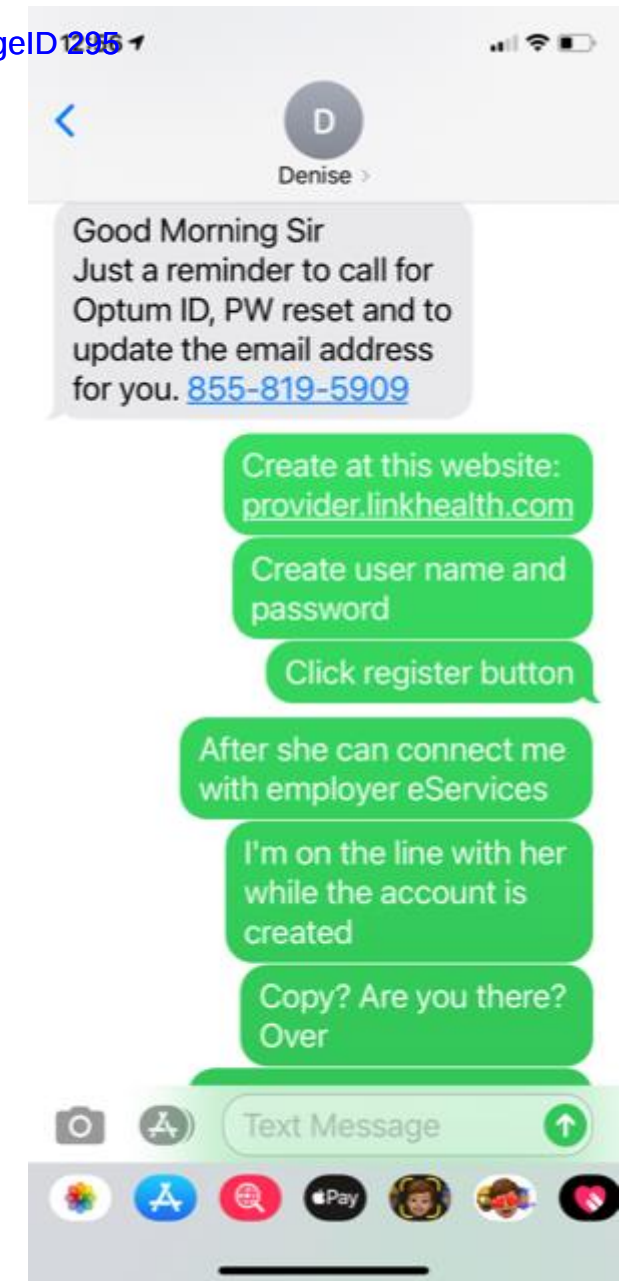 geID 295
D
Denise >
Good Morning Sir
Just a reminder to call for
Optum ID, PW reset and to
update the email address
for you. 855-819-5909
Create at this website:
provider.linkhealth.com
Create user name and
password
Click register button
After she can connect me
with employer eServices
I'm on the line with her
while the account is
created
Copy? Are you there?
Over
Text Message
Pay